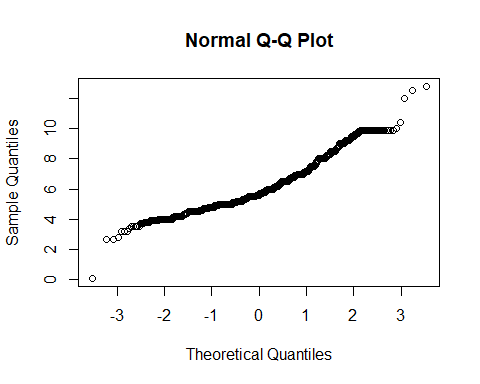 Normal Q-Q Plot
Sample Quantiles
0 2 4 6 8 10
-3 -2 -1 0 1 2 3
Theoretical Quantiles